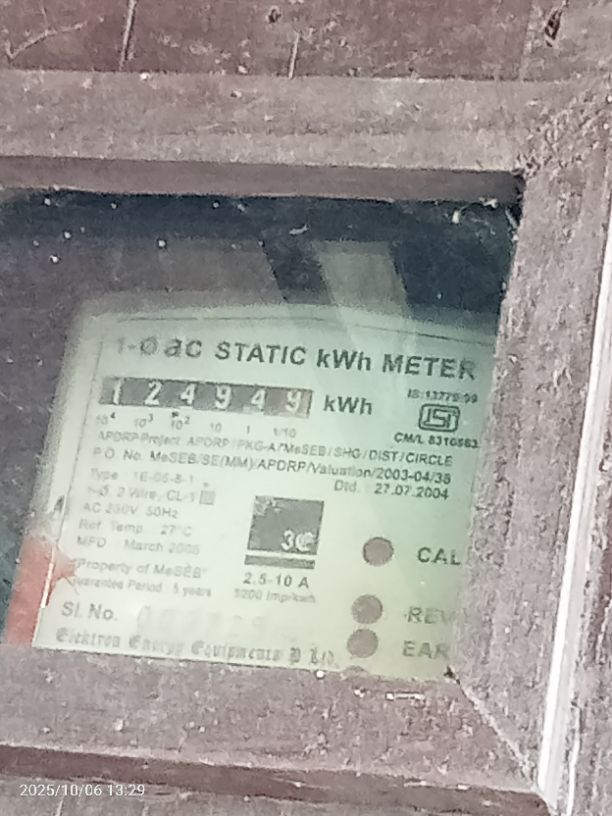 1-Ø ac STATIC kWh METER
1 2 4 9 4 9 kWh
10⁴ 10³ 10² 10 1 1/10
IS:13779:99
ISI
CM/L 8310583
APDRP Project APDRP/PKG-A/MeSEB/SHG/DIST/CIRCLE
P.O. No. MeSEB/SE(MM)/APDRP/Valuation/2003-04/38
Dtd. 27.07.2004
Type
1-Ø, 2 Wire, CL-1
AC 250V 50Hz
Ref. Temp. 27°C
MPD March 2005
"Property of MeSEB"
Guarantee Period 5 years
2.5-10 A
3200 imp/kwh
CAL
REV
EAR
Sl. No.
Elektron Energy Equipments P Ltd.
2025/10/06 13:29